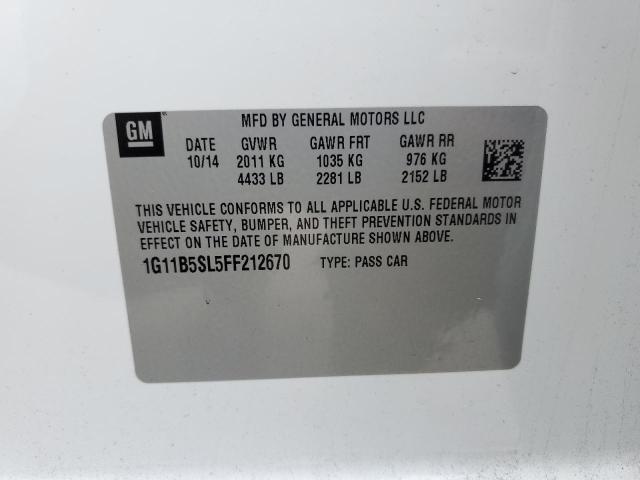 GM
MFD BY GENERAL MOTORS LLC
DATE GVWR GAWR FRT GAWR RR
10/14 2011 KG 1035 KG 976 KG
4433 LB 2281 LB 2152 LB
THIS VEHICLE CONFORMS TO ALL APPLICABLE U.S. FEDERAL MOTOR
VEHICLE SAFETY, BUMPER, AND THEFT PREVENTION STANDARDS IN
EFFECT ON THE DATE OF MANUFACTURE SHOWN ABOVE.
1G11B5SL5FF212670 TYPE: PASS CAR